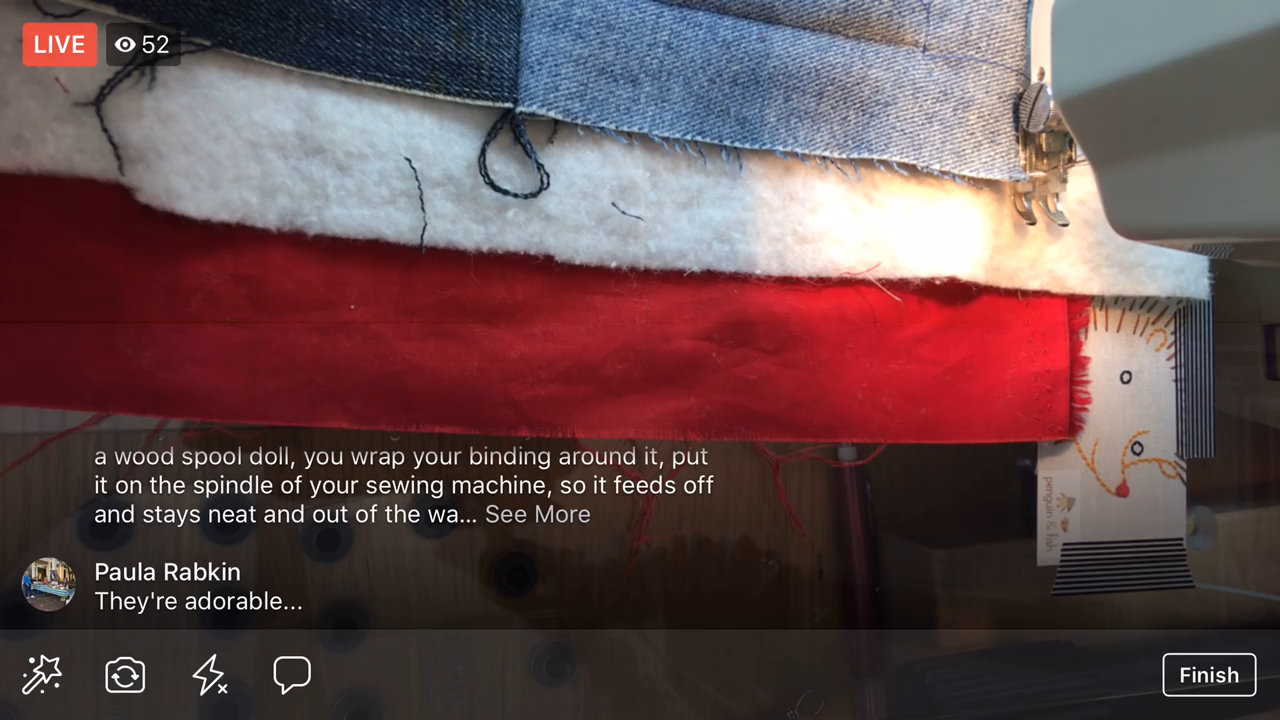 LIVE
52
a wood spool doll, you wrap your binding around it, put
it on the spindle of your sewing machine, so it feeds off
and stays neat and out of the wa... See More
Paula Rabkin
They're adorable...
Finish
penguin & fish